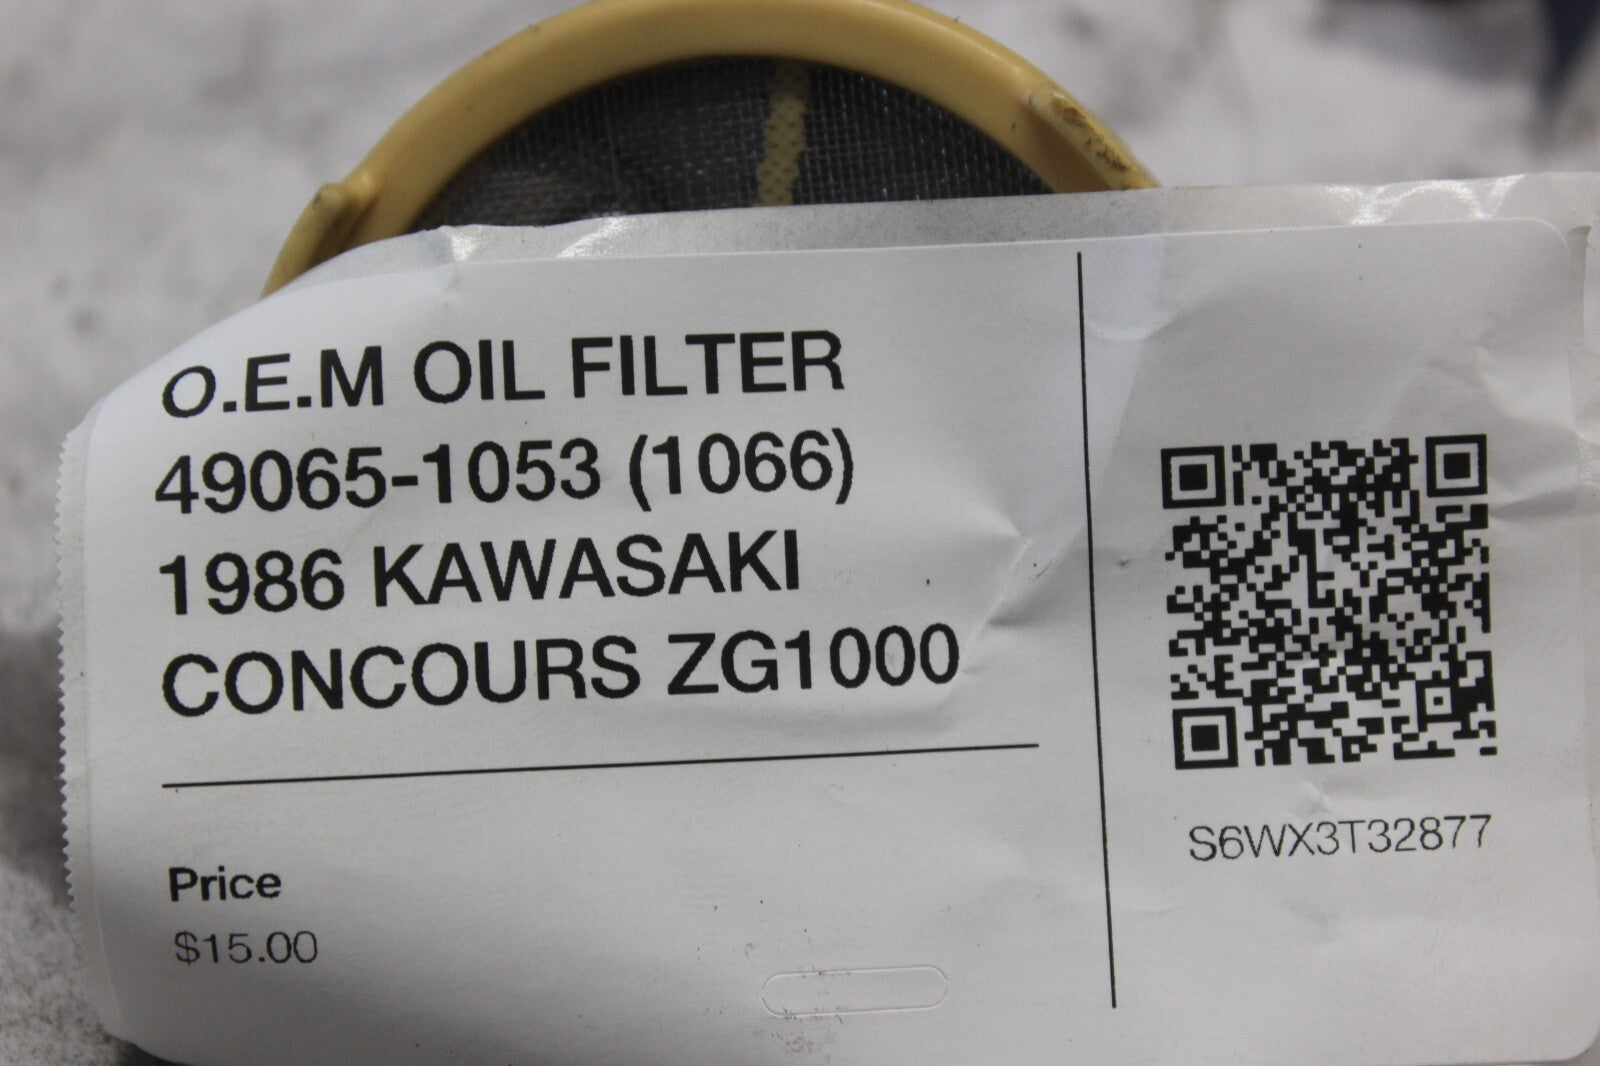 O.E.M OIL FILTER
49065-1053 (1066)
1986 KAWASAKI
CONCOURS ZG1000
Price
$15.00
S6WX3T32877